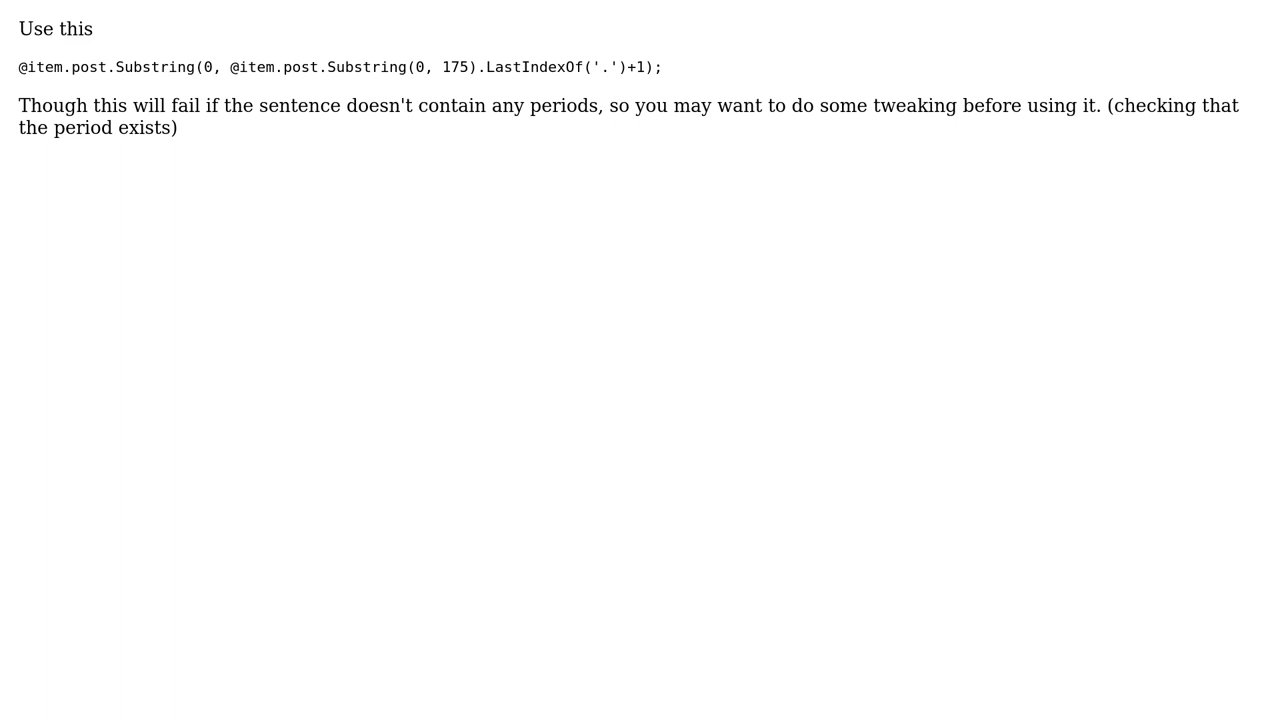 Use this
@item.post.Substring(0, @item.post.Substring(0, 175).LastIndexOf('.')+1);
Though this will fail if the sentence doesn't contain any periods, so you may want to do some tweaking before using it. (checking that
the period exists)